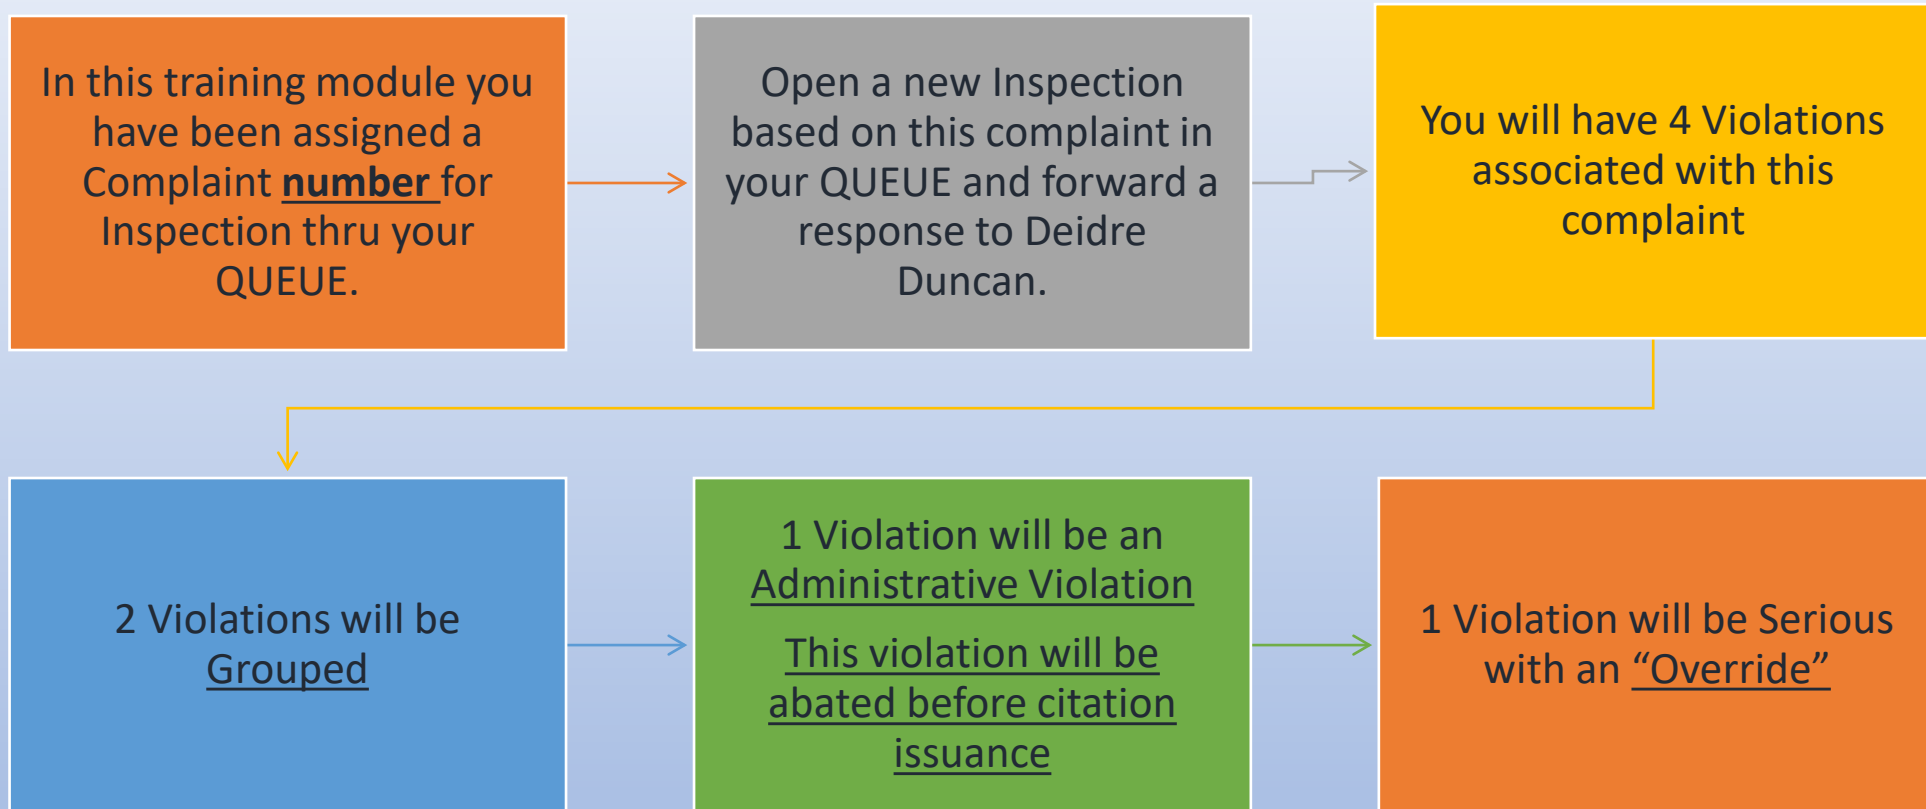 In this training module you
have been assigned a
Complaint number for
Inspection thru your
QUEUE.
Open a new Inspection
based on this complaint in
your QUEUE and forward a
response to Deidre
Duncan.
You will have 4 Violations
associated with this
complaint
2 Violations will be
Grouped
1 Violation will be an
Administrative Violation
This violation will be
abated before citation
issuance
1 Violation will be Serious
with an “Override”